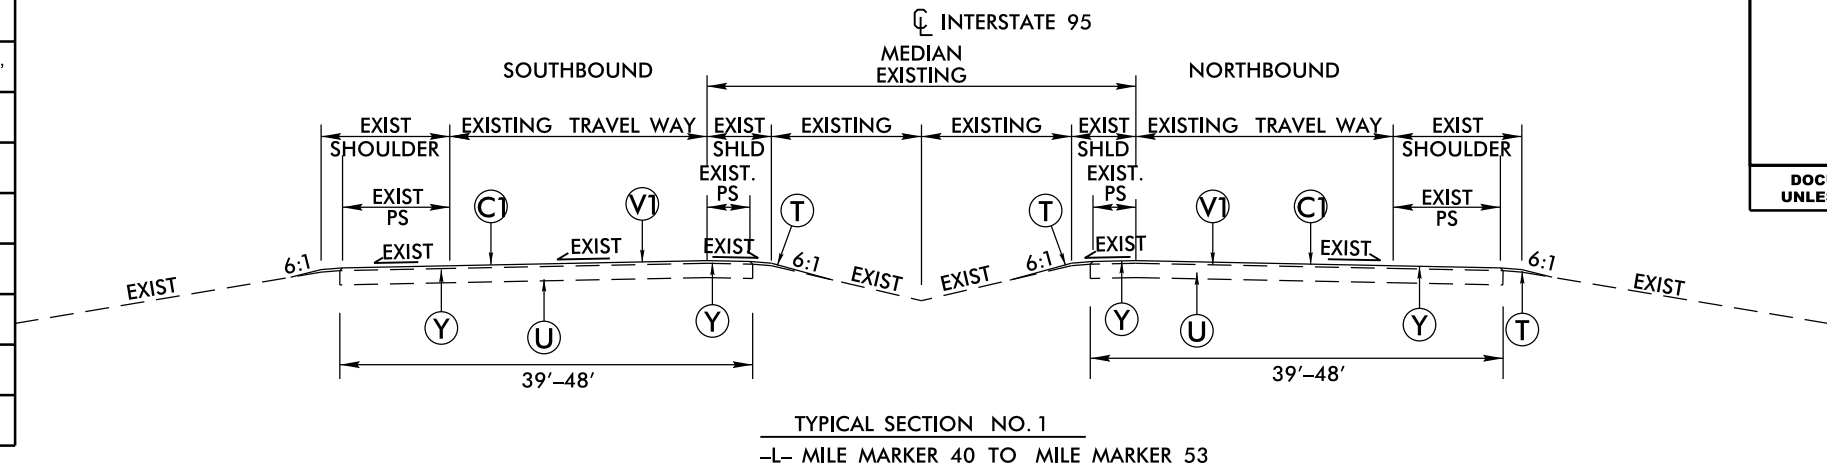 ℄ INTERSTATE 95
MEDIAN
EXISTING
SOUTHBOUND
NORTHBOUND
EXIST
SHOULDER
EXISTING TRAVEL WAY
EXIST
SHLD
EXISTING
EXISTING
EXIST
SHLD
EXISTING TRAVEL WAY
EXIST
SHOULDER
EXIST
PS
EXIST.
PS
EXIST.
PS
EXIST
PS
C1
V1
T
T
V1
C1
EXIST
EXIST
EXIST
EXIST
EXIST
EXIST
6:1
6:1
EXIST
EXIST
6:1
6:1
EXIST
Y
U
Y
Y
U
Y
T
39'–48'
39'–48'
TYPICAL SECTION NO. 1
–L– MILE MARKER 40 TO MILE MARKER 53